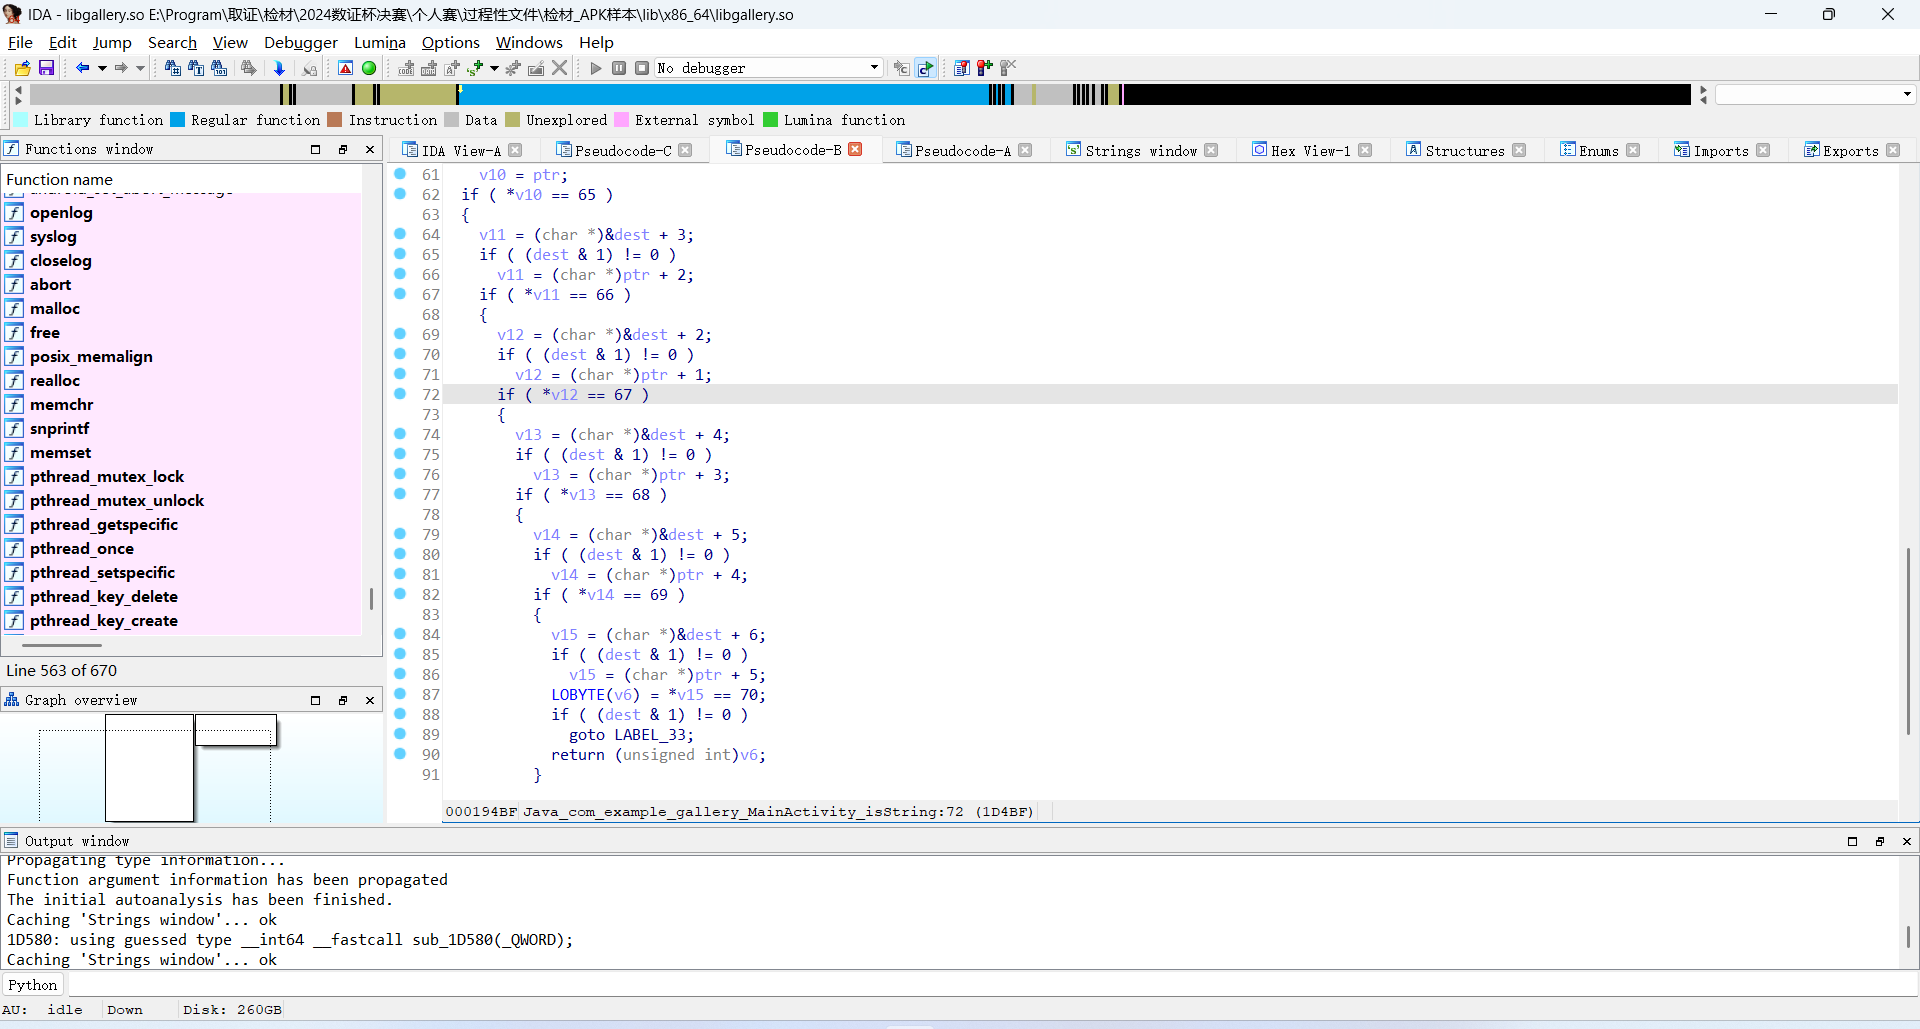 IDA - libgallery.so E:\Program\取证\检材\2024数证杯决赛\个人赛\过程性文件\检材_APK样本\lib\x86_64\libgallery.so
File Edit Jump Search View Debugger Lumina Options Windows Help
No debugger
Library function Regular function Instruction Data Unexplored External symbol Lumina function
Functions window
IDA View-A Pseudocode-C Pseudocode-B Pseudocode-A Strings window Hex View-1 Structures Enums Imports Exports
Function name
openlog
syslog
closelog
abort
malloc
free
posix_memalign
realloc
memchr
snprintf
memset
pthread_mutex_lock
pthread_mutex_unlock
pthread_getspecific
pthread_once
pthread_setspecific
pthread_key_delete
pthread_key_create
Line 563 of 670
Graph overview
61 v10 = ptr;
62 if ( *v10 == 65 )
63 {
64 v11 = (char *)&dest + 3;
65 if ( (dest & 1) != 0 )
66 v11 = (char *)ptr + 2;
67 if ( *v11 == 66 )
68 {
69 v12 = (char *)&dest + 2;
70 if ( (dest & 1) != 0 )
71 v12 = (char *)ptr + 1;
72 if ( *v12 == 67 )
73 {
74 v13 = (char *)&dest + 4;
75 if ( (dest & 1) != 0 )
76 v13 = (char *)ptr + 3;
77 if ( *v13 == 68 )
78 {
79 v14 = (char *)&dest + 5;
80 if ( (dest & 1) != 0 )
81 v14 = (char *)ptr + 4;
82 if ( *v14 == 69 )
83 {
84 v15 = (char *)&dest + 6;
85 if ( (dest & 1) != 0 )
86 v15 = (char *)ptr + 5;
87 LOBYTE(v6) = *v15 == 70;
88 if ( (dest & 1) != 0 )
89 goto LABEL_33;
90 return (unsigned int)v6;
91 }
000194BF Java_com_example_gallery_MainActivity_isString:72 (1D4BF)
Output window
Propagating type information...
Function argument information has been propagated
The initial autoanalysis has been finished.
Caching 'Strings window'... ok
1D580: using guessed type __int64 __fastcall sub_1D580(_QWORD);
Caching 'Strings window'... ok
Python
AU: idle Down Disk: 260GB